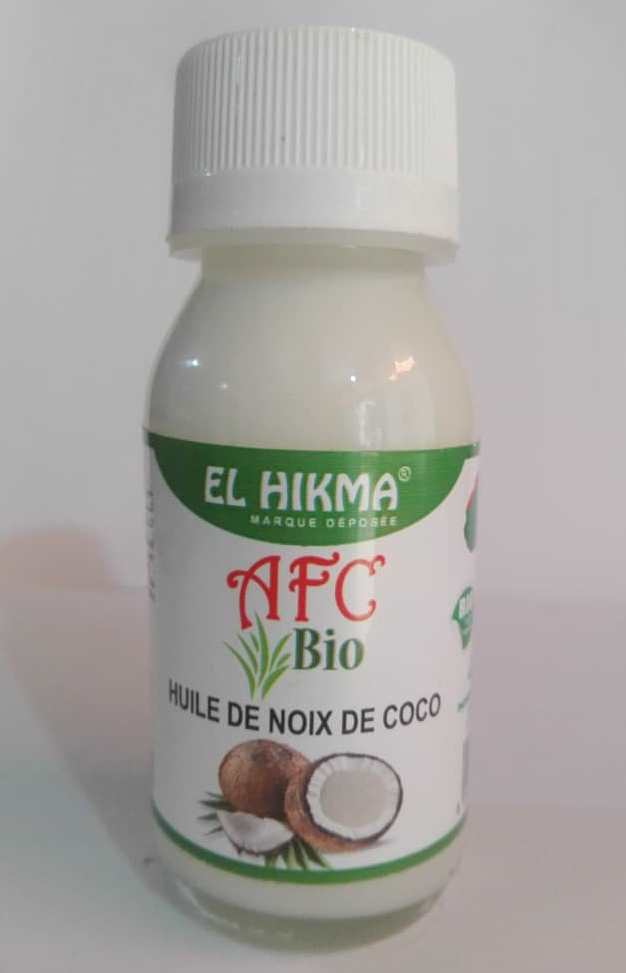 EL HIKMA®
MARQUE DÉPOSÉE
AFC
Bio
HUILE DE NOIX DE COCO